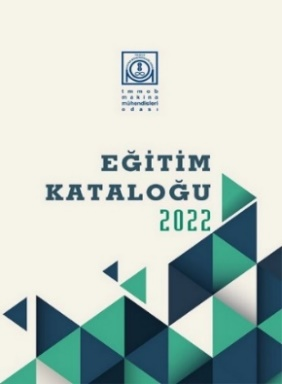 tmmob
makina
mühendisleri
odası
EĞİTİM
KATALOĞU
2022